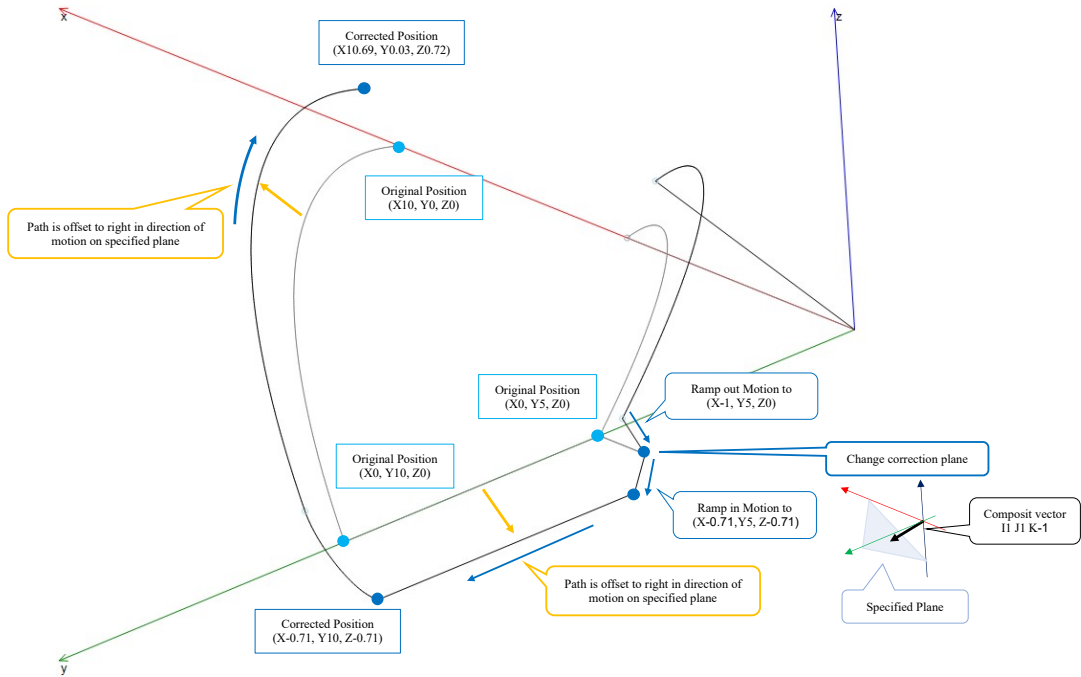 x
z
Corrected Position
(X10.69, Y0.03, Z0.72)
Original Position
(X10, Y0, Z0)
Path is offset to right in direction of
motion on specified plane
Original Position
(X0, Y5, Z0)
Ramp out Motion to
(X-1, Y5, Z0)
Original Position
(X0, Y10, Z0)
Change correction plane
Ramp in Motion to
(X-0.71,Y5, Z-0.71)
Composit vector
I1 J1 K-1
Path is offset to right in direction of
motion on specified plane
Specified Plane
Corrected Position
(X-0.71, Y10, Z-0.71)
y